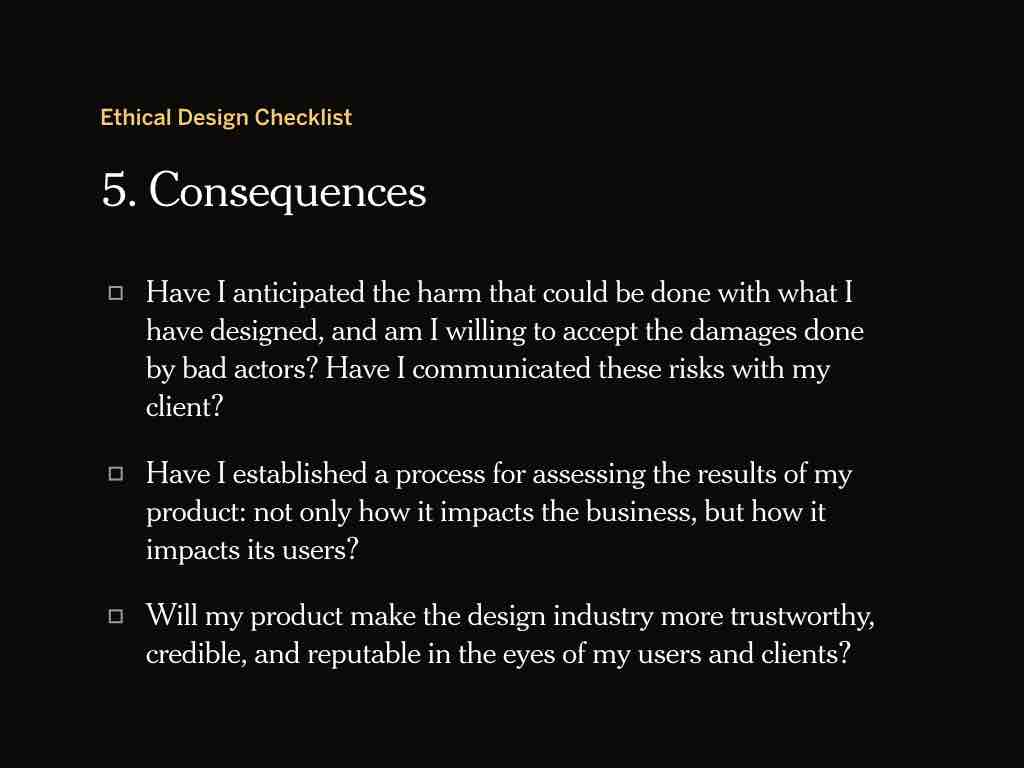 Ethical Design Checklist
5. Consequences
Have I anticipated the harm that could be done with what I
have designed, and am I willing to accept the damages done
by bad actors? Have I communicated these risks with my
client?
Have I established a process for assessing the results of my
product: not only how it impacts the business, but how it
impacts its users?
Will my product make the design industry more trustworthy,
credible, and reputable in the eyes of my users and clients?